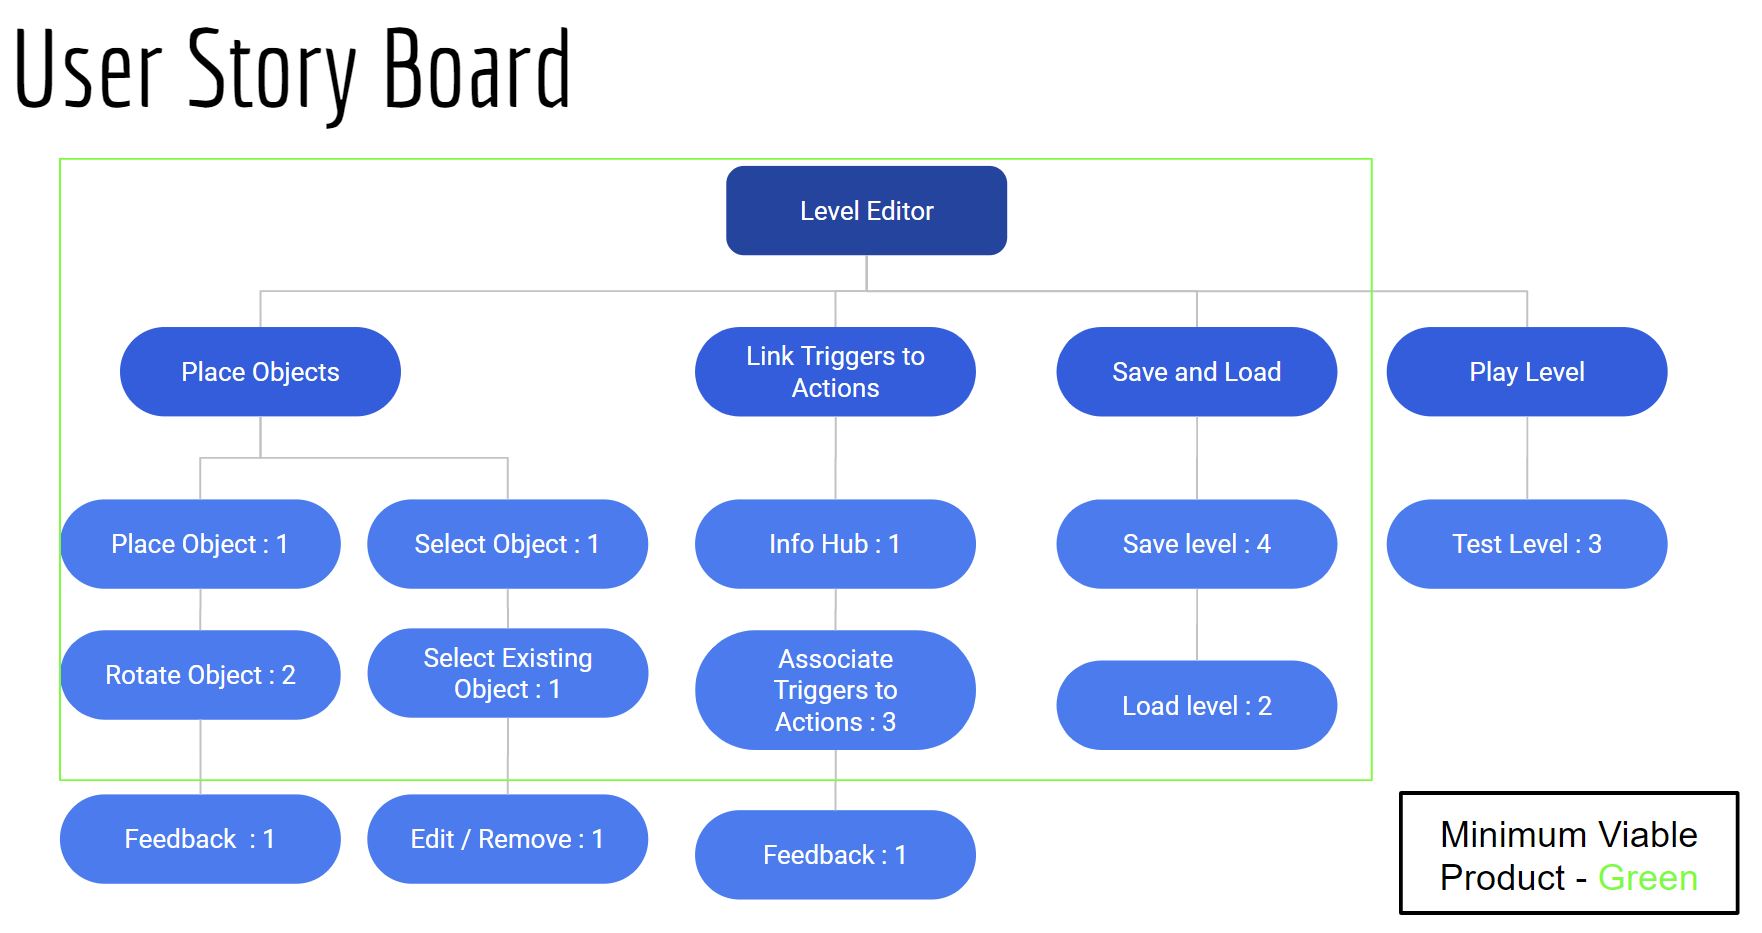 User Story Board
Level Editor
Place Objects
Link Triggers to
Actions
Save and Load
Play Level
Place Object : 1
Select Object : 1
Info Hub : 1
Save level : 4
Test Level : 3
Rotate Object : 2
Select Existing
Object : 1
Associate
Triggers to
Actions : 3
Load level : 2
Feedback  : 1
Edit / Remove : 1
Feedback : 1
Minimum Viable
Product - Green